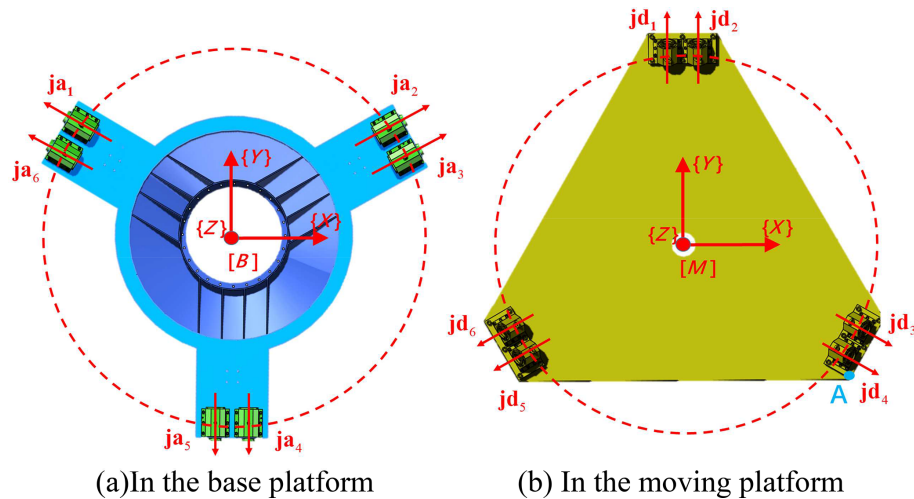 ja₁
ja₂
ja₆
ja₃
{Y}
{X}
{Z}
[B]
ja₅
ja₄
jd₁
jd₂
{Y}
{X}
{Z}
[M]
jd₆
jd₃
jd₅
jd₄
A
(a)In the base platform
(b) In the moving platform